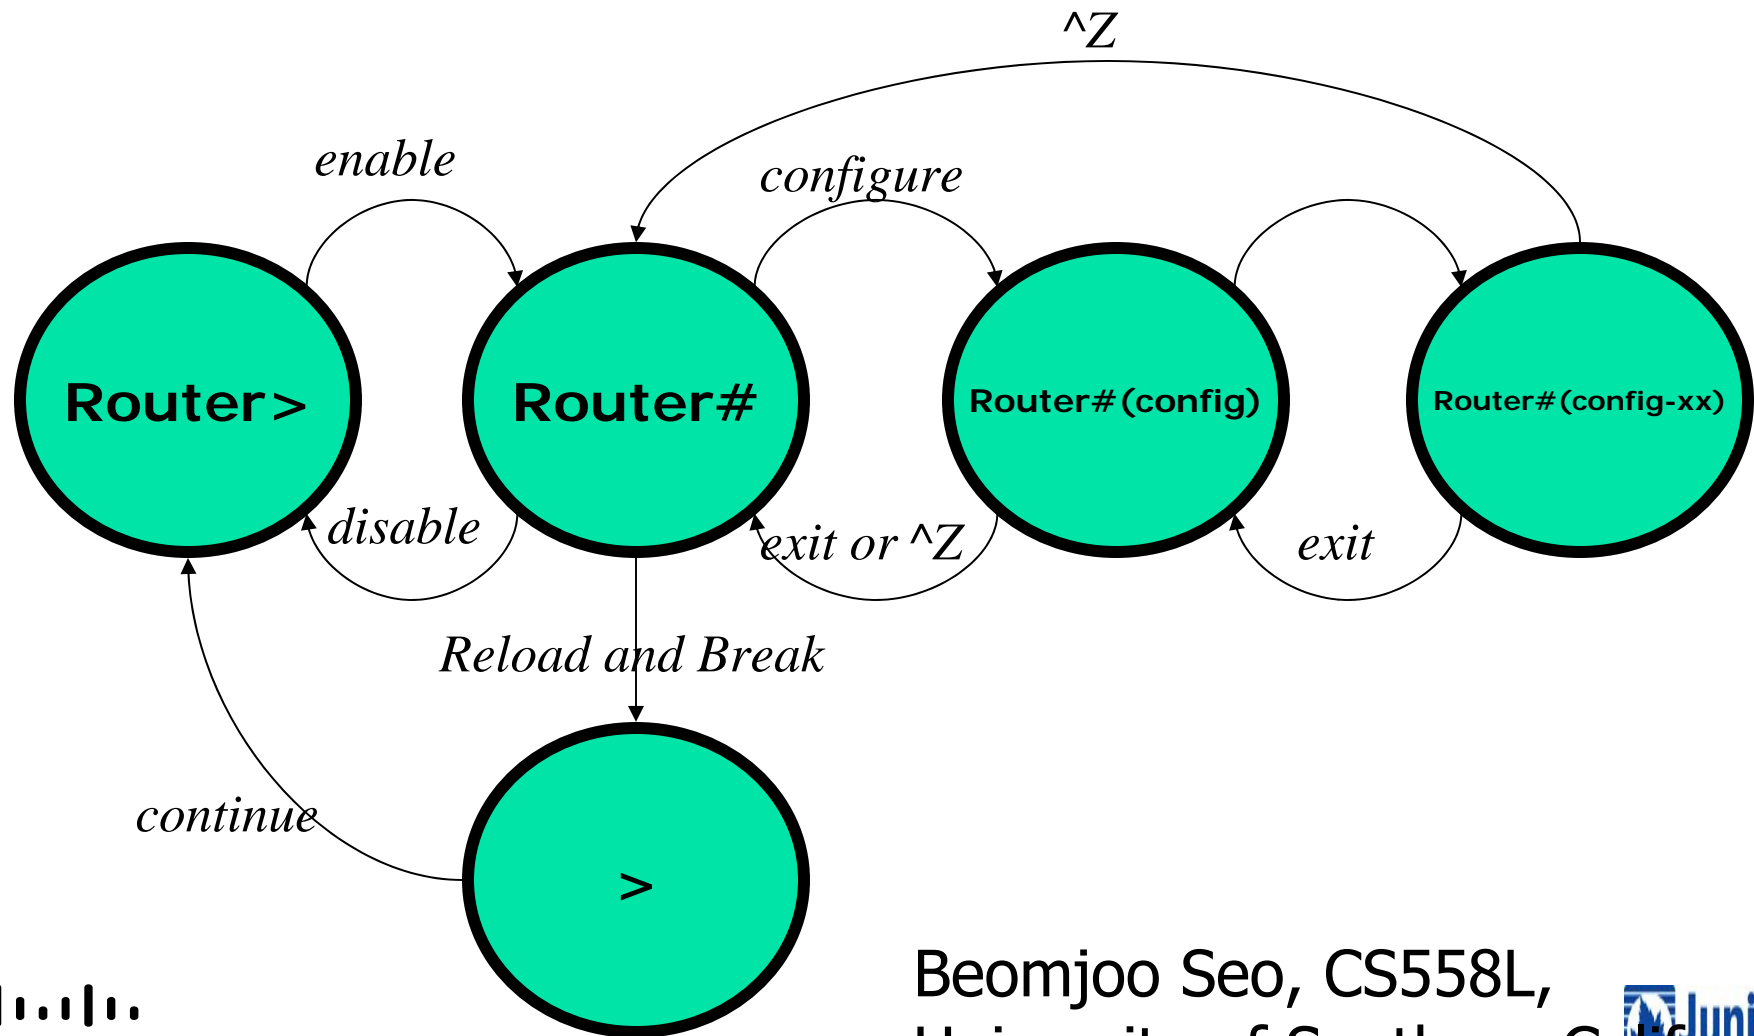 ^Z
enable
configure
Router>
Router#
Router#(config)
Router#(config-xx)
disable
exit or ^Z
exit
Reload and Break
continue
>
Beomjoo Seo, CS558L,